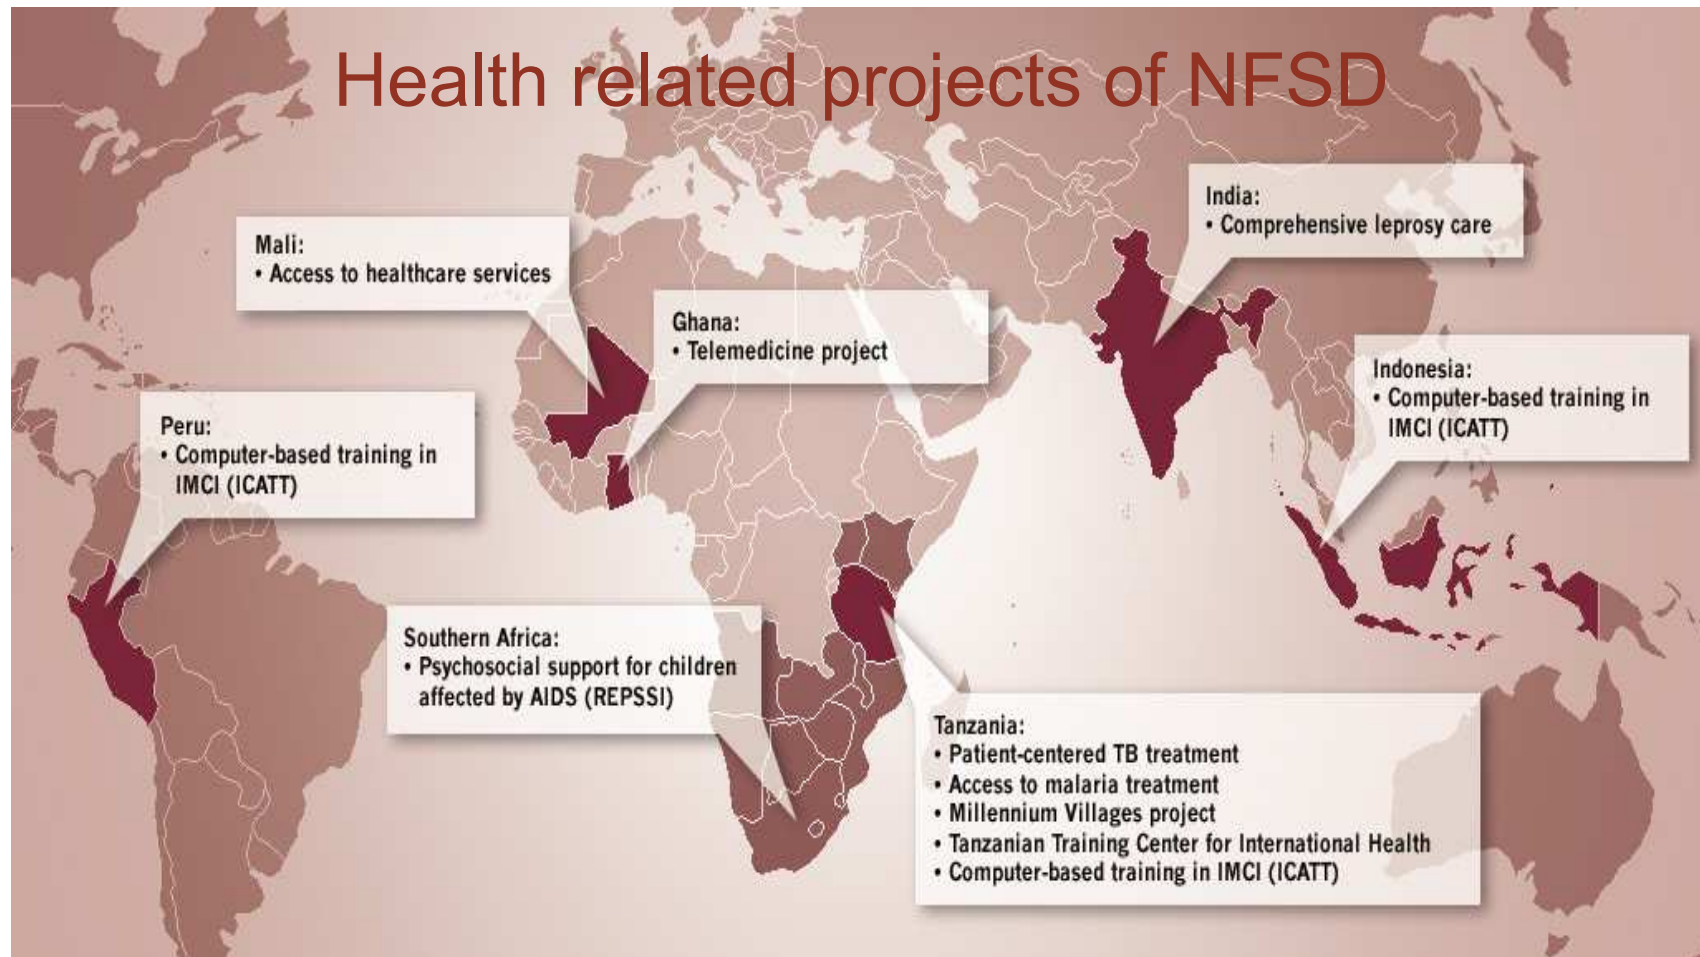 Health related projects of NFSD
India:
• Comprehensive leprosy care
Mali:
• Access to healthcare services
Ghana:
• Telemedicine project
Indonesia:
• Computer-based training in
IMCI (ICATT)
Peru:
• Computer-based training in
IMCI (ICATT)
Southern Africa:
• Psychosocial support for children
affected by AIDS (REPSSI)
Tanzania:
• Patient-centered TB treatment
• Access to malaria treatment
• Millennium Villages project
• Tanzanian Training Center for International Health
• Computer-based training in IMCI (ICATT)